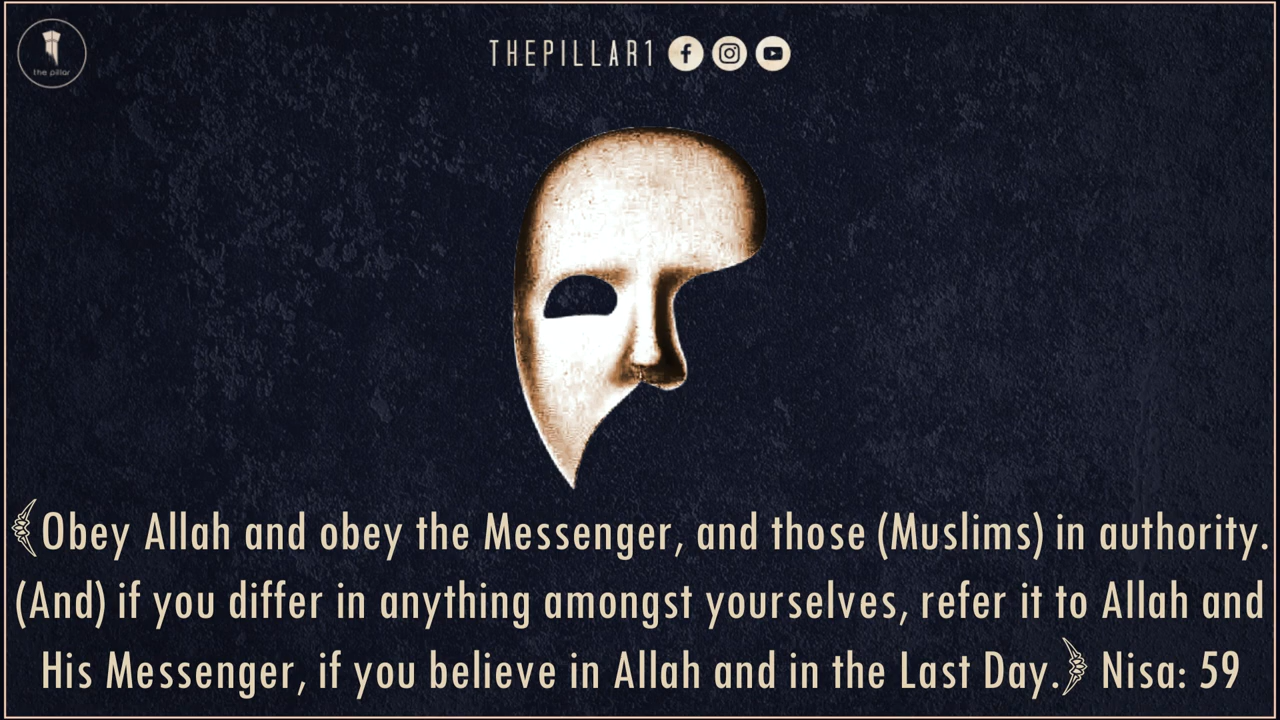 the pillar
THEPILLAR1
﴾Obey Allah and obey the Messenger, and those (Muslims) in authority.
(And) if you differ in anything amongst yourselves, refer it to Allah and
His Messenger, if you believe in Allah and in the Last Day.﴿ Nisa: 59